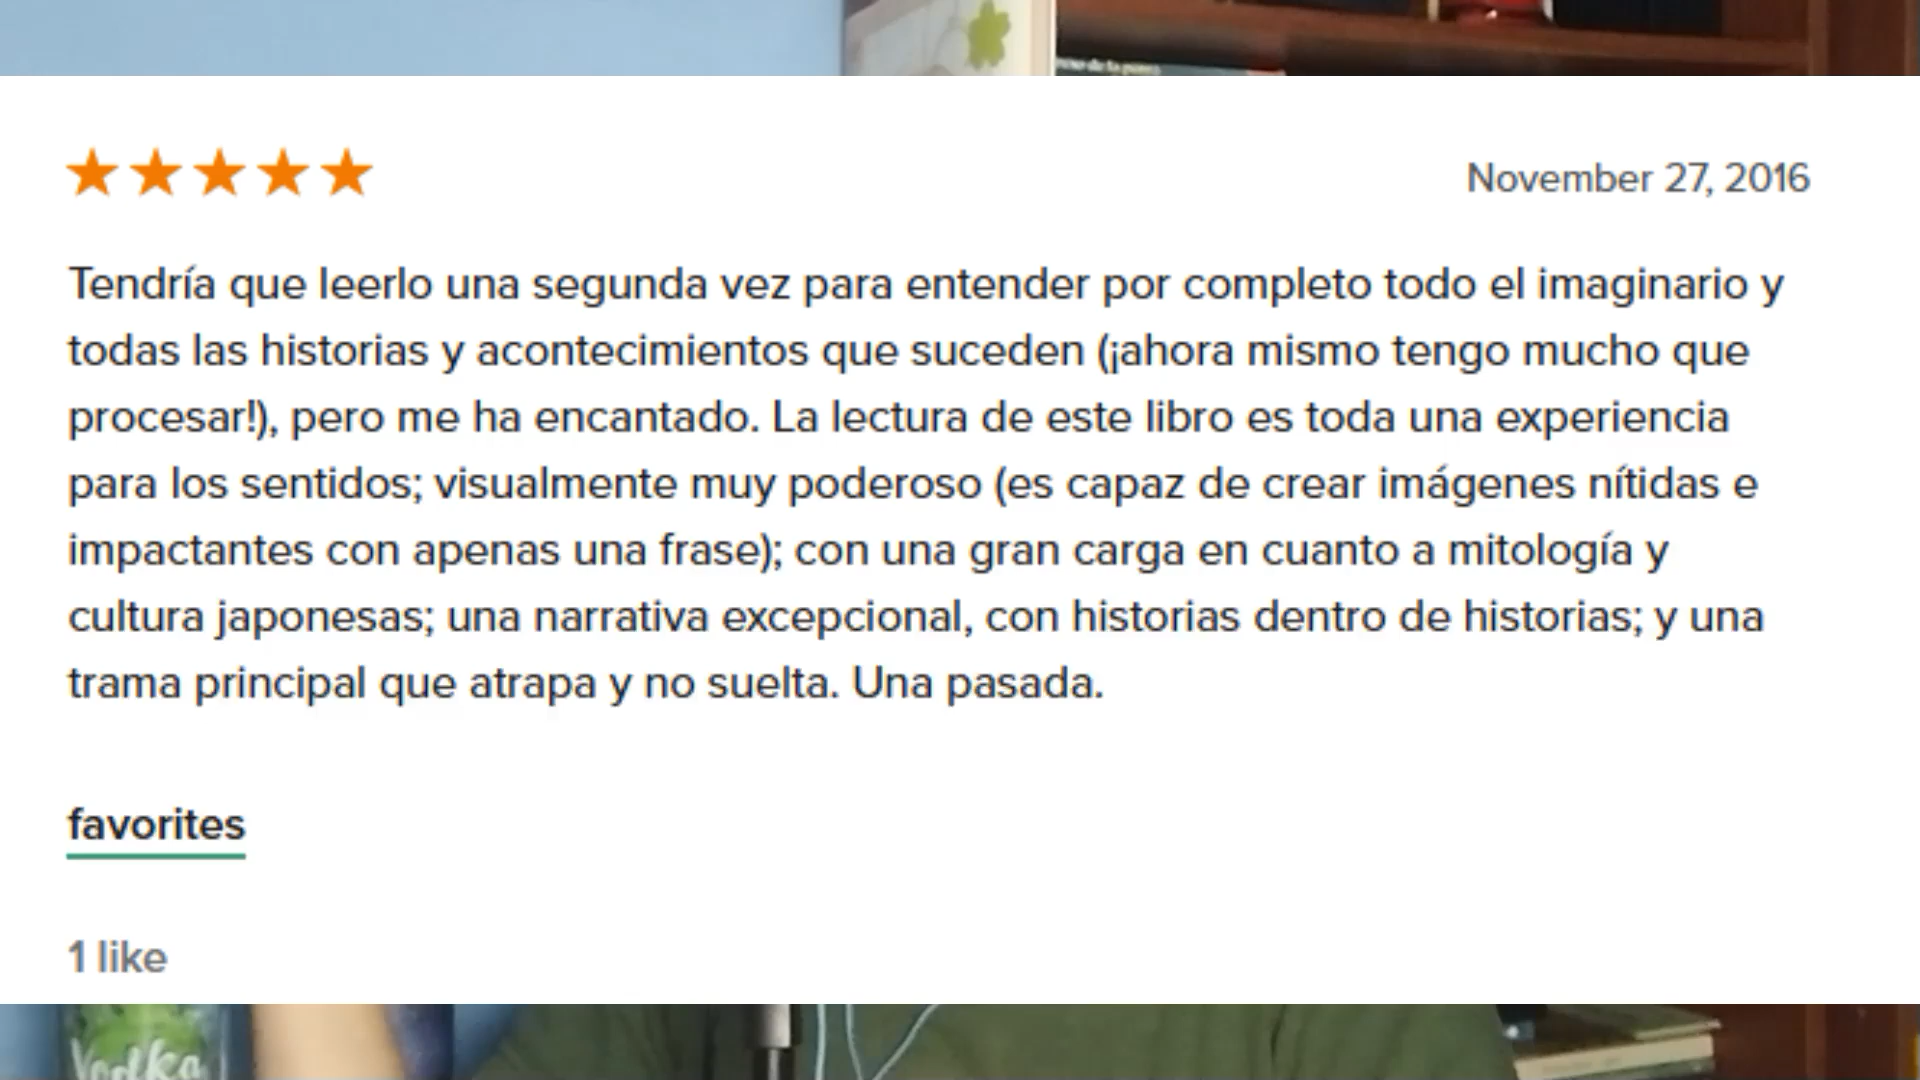 November 27, 2016
Tendría que leerlo una segunda vez para entender por completo todo el imaginario y
todas las historias y acontecimientos que suceden (¡ahora mismo tengo mucho que
procesar!), pero me ha encantado. La lectura de este libro es toda una experiencia
para los sentidos; visualmente muy poderoso (es capaz de crear imágenes nítidas e
impactantes con apenas una frase); con una gran carga en cuanto a mitología y
cultura japonesas; una narrativa excepcional, con historias dentro de historias; y una
trama principal que atrapa y no suelta. Una pasada.
favorites
1 like
Vodka